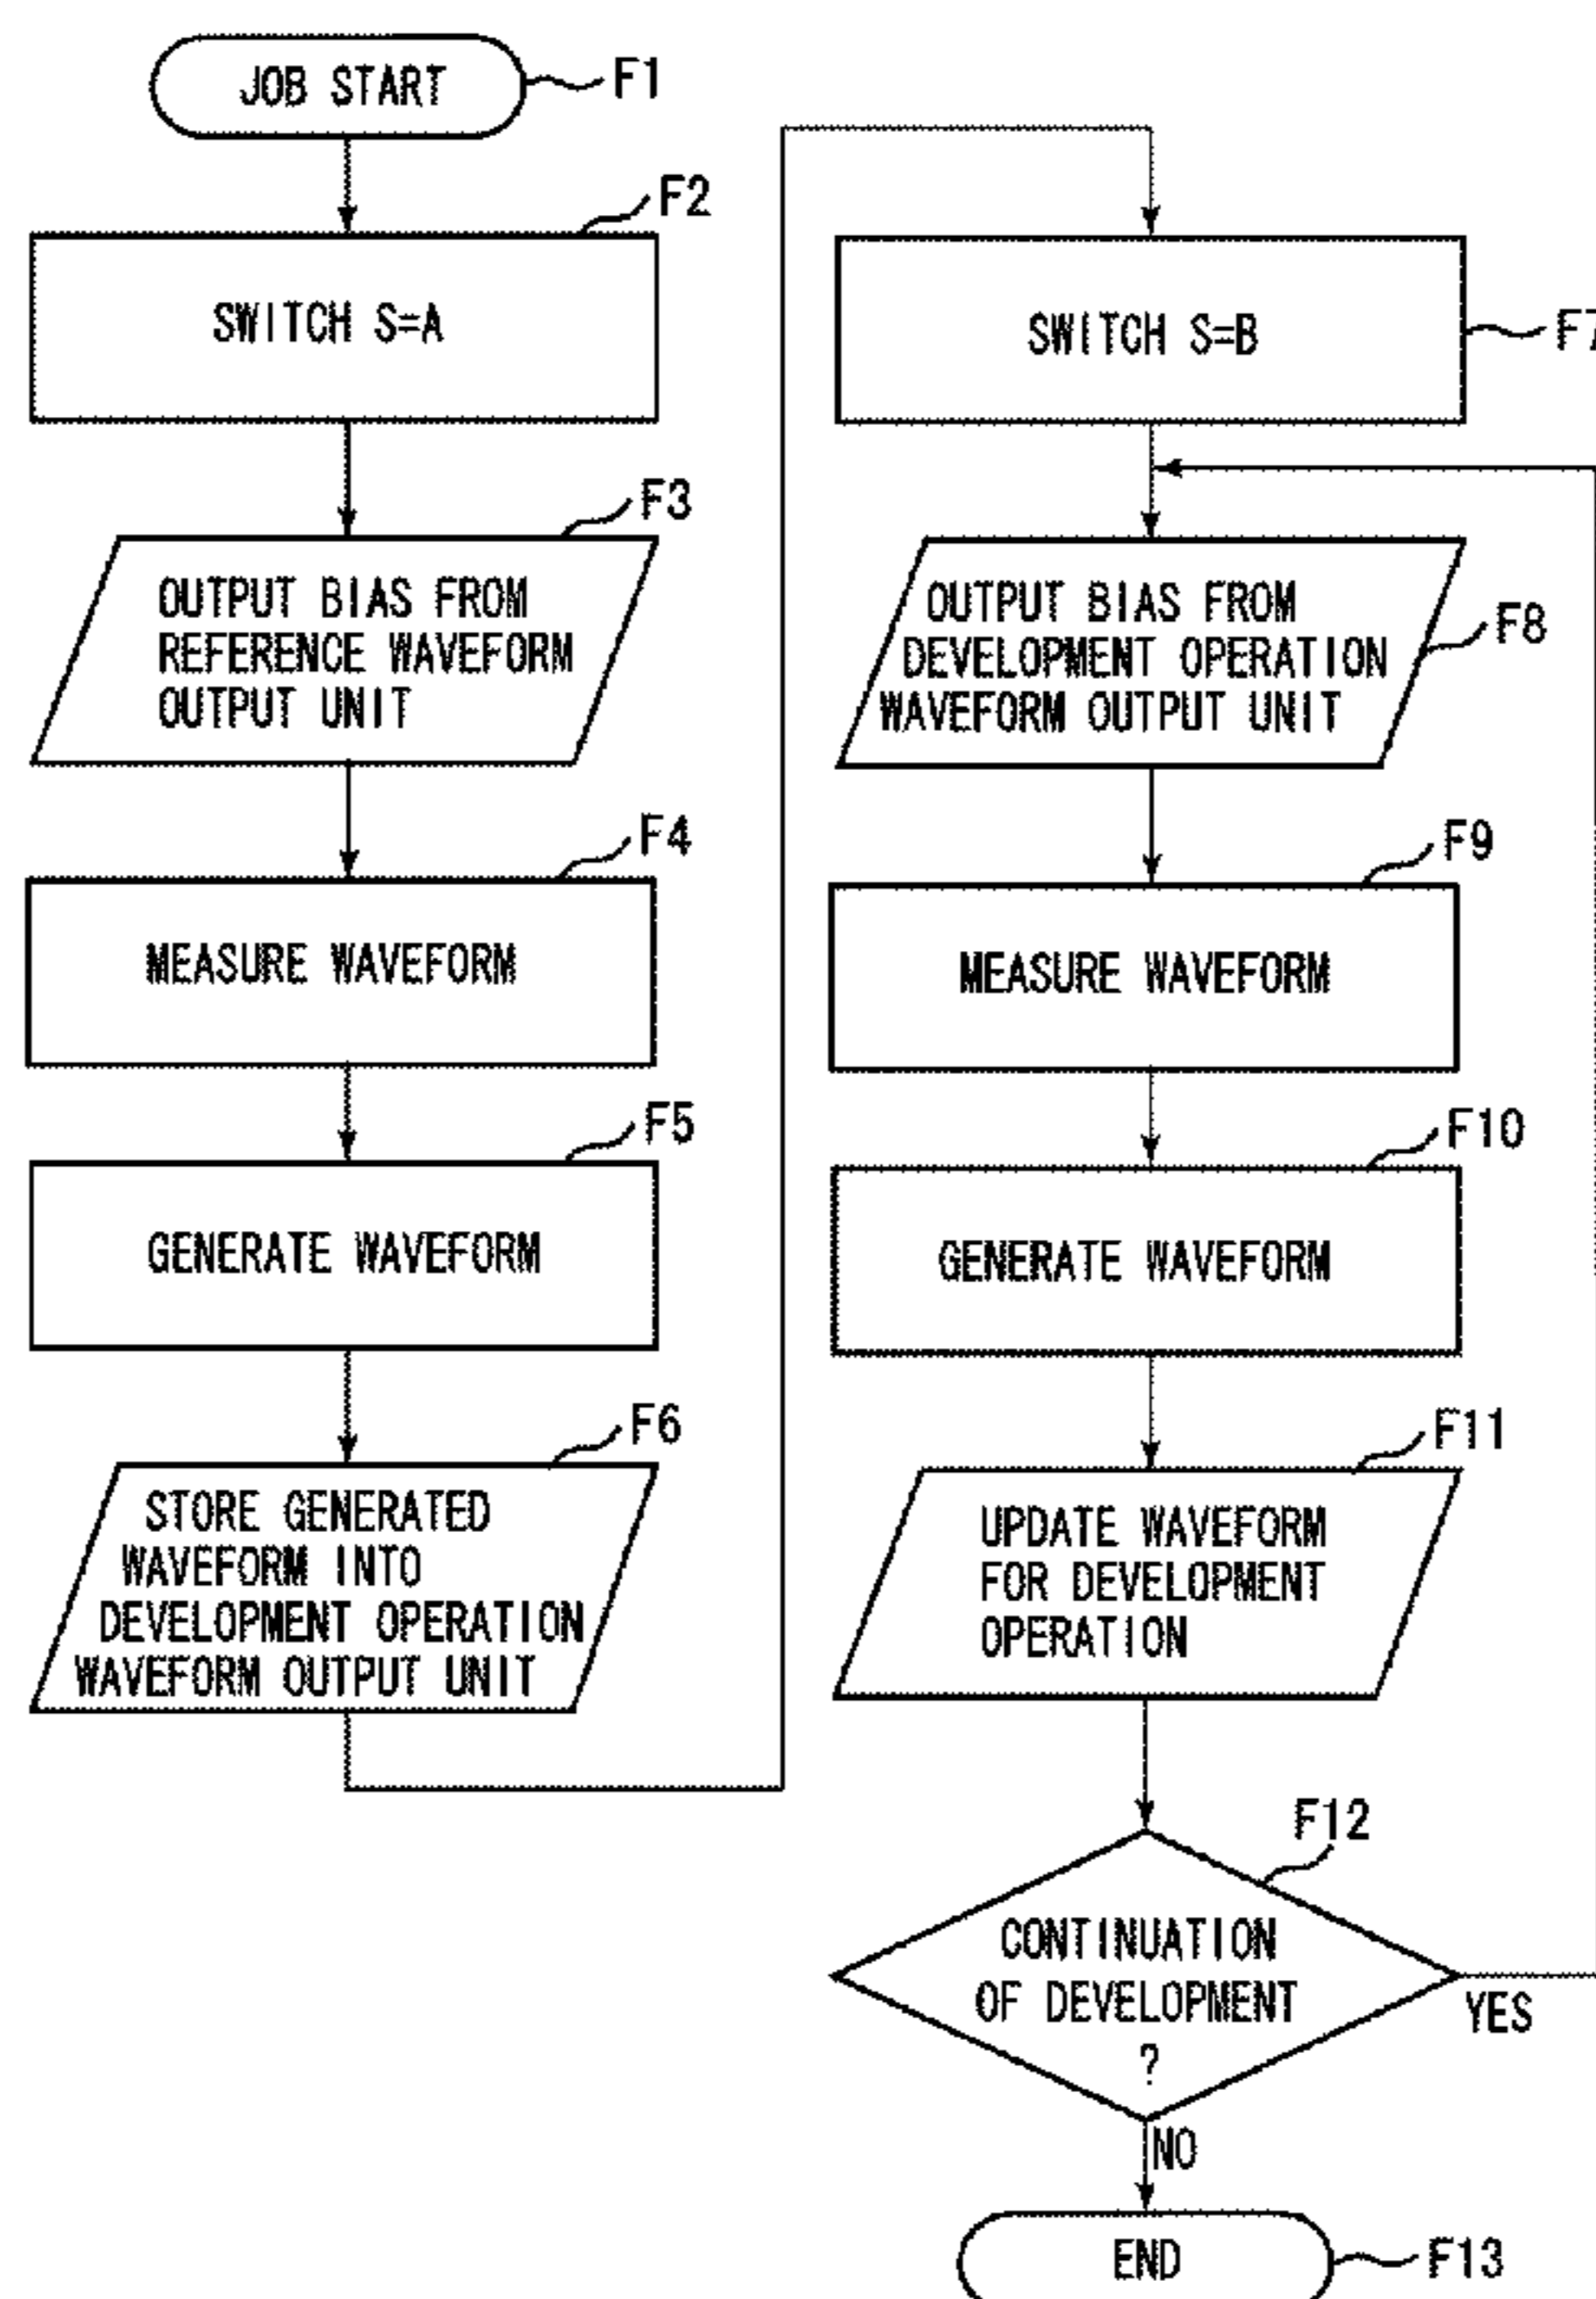 JOB START
F1
F2
SWITCH S=A
F3
OUTPUT BIAS FROM
REFERENCE WAVEFORM
OUTPUT UNIT
F4
MEASURE WAVEFORM
F5
GENERATE WAVEFORM
F6
STORE GENERATED
WAVEFORM INTO
DEVELOPMENT OPERATION
WAVEFORM OUTPUT UNIT
SWITCH S=B
F7
OUTPUT BIAS FROM
DEVELOPMENT OPERATION
WAVEFORM OUTPUT UNIT
F8
F9
MEASURE WAVEFORM
F10
GENERATE WAVEFORM
F11
UPDATE WAVEFORM
FOR DEVELOPMENT
OPERATION
F12
CONTINUATION
OF DEVELOPMENT
?
YES
NO
END
F13